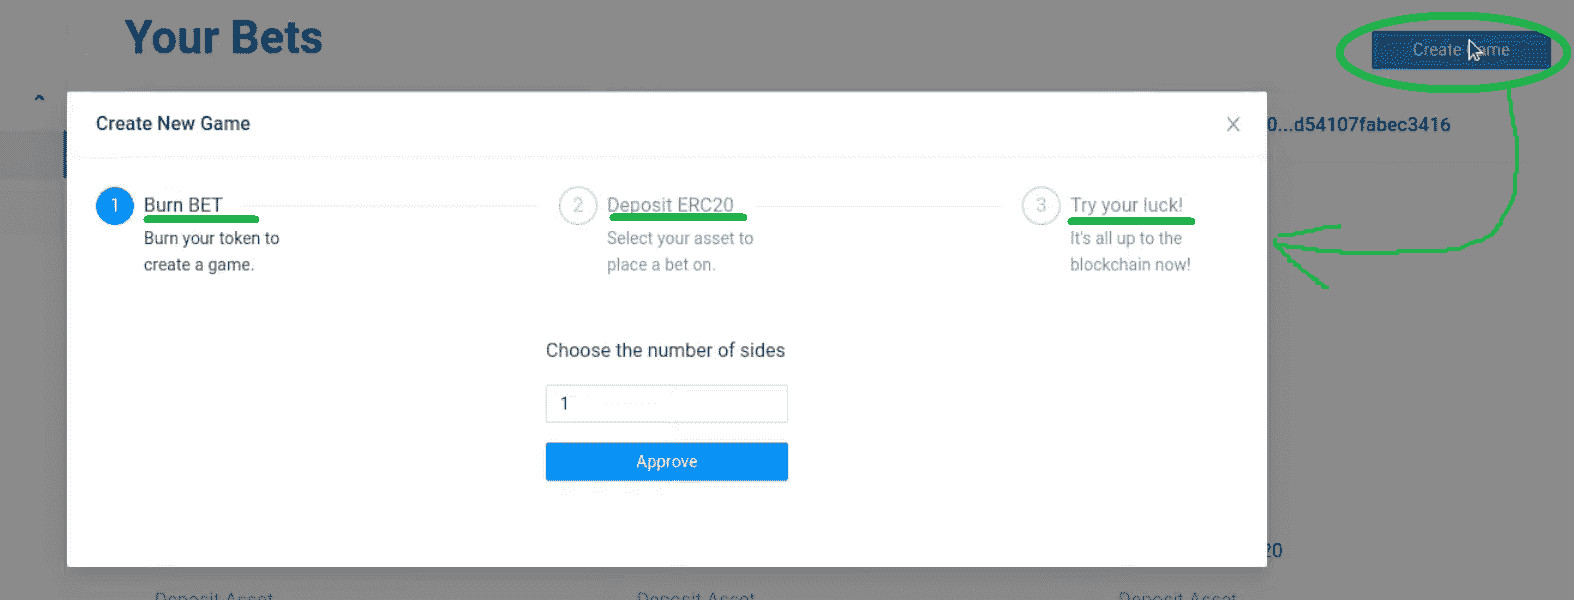 Your Bets
Create Game
Create New Game
0...d54107fabec3416
1 Burn BET
Burn your token to
create a game.
2 Deposit ERC20
Select your asset to
place a bet on.
3 Try your luck!
It's all up to the
blockchain now!
Choose the number of sides
1
Approve
20
Deposit Asset
Deposit Asset
Deposit Asset